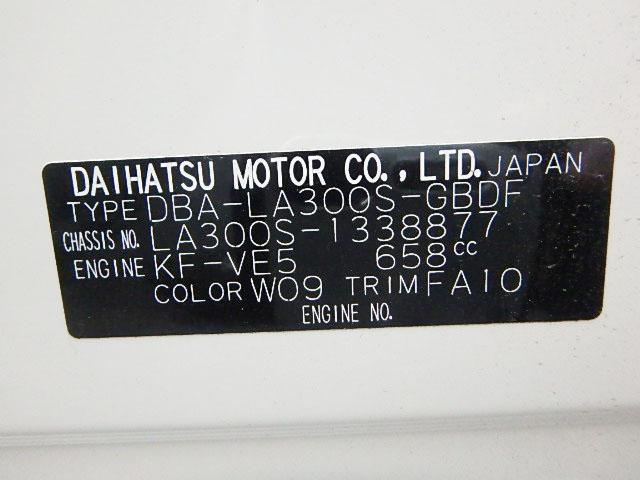 DAIHATSU MOTOR CO., LTD. JAPAN
TYPE DBA-LA300S-GBDF
CHASSIS NO. LA300S-1338877
ENGINE KF-VE5 658cc
COLOR W09 TRIM FA10
ENGINE NO.